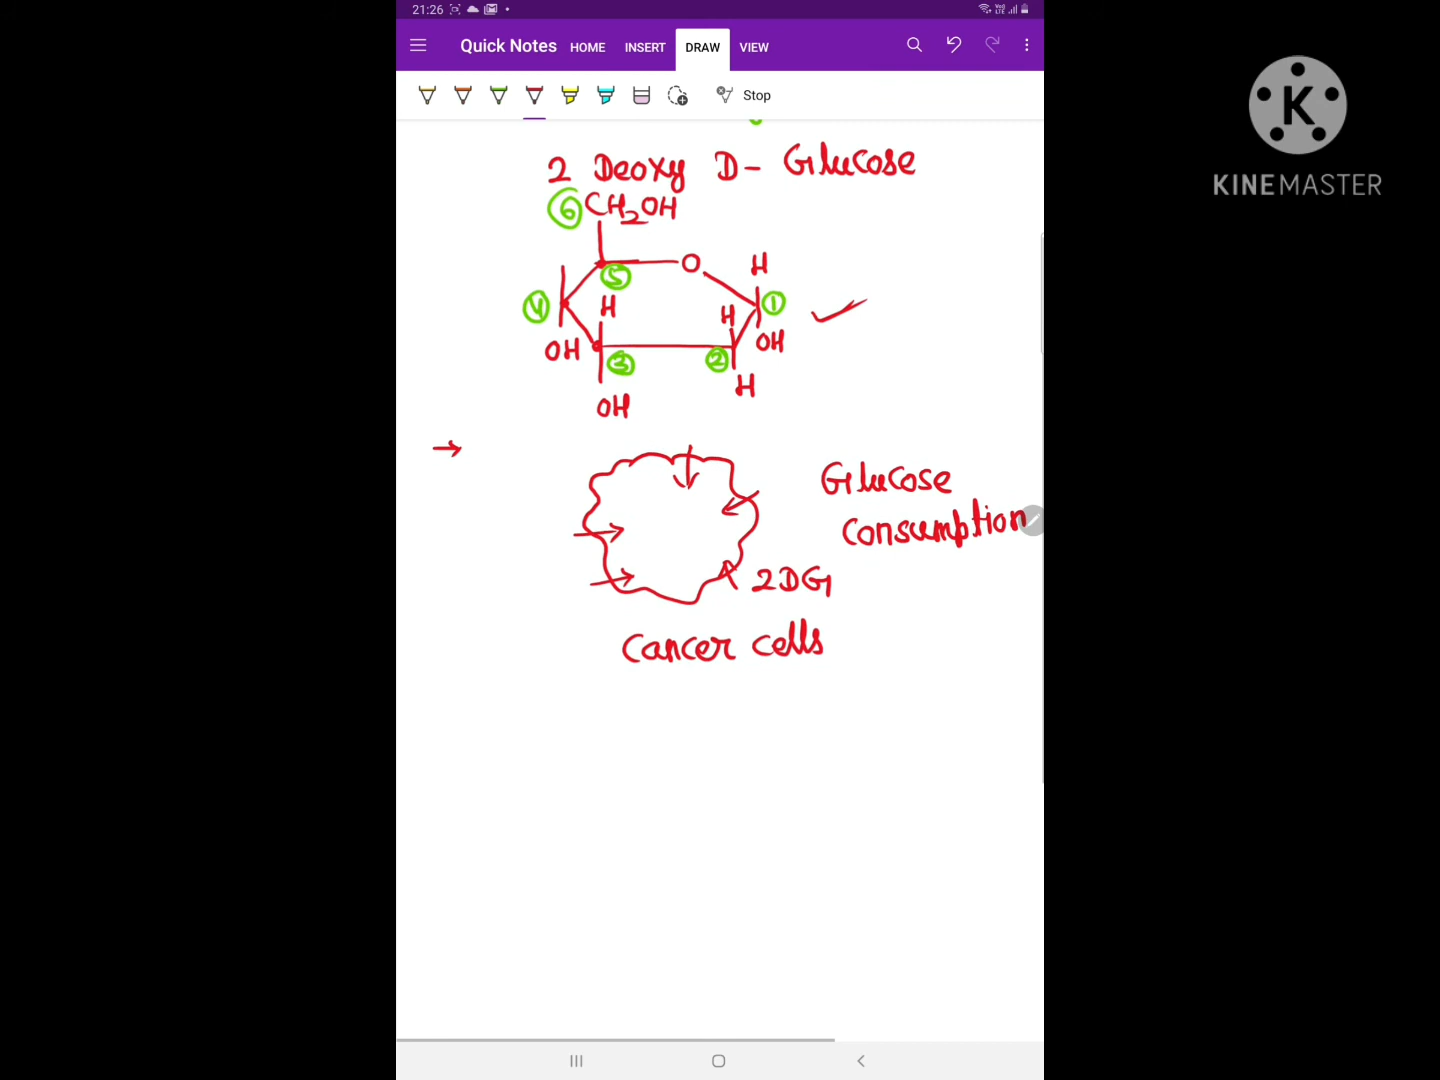 21:26
Quick Notes HOME INSERT DRAW VIEW
Stop
K
KINEMASTER
2 Deoxy D- Glucose
6 CH2OH
5 O H
4 H H 1
OH 3 2 OH
OH H
→ Glucose
consumption
2DG
Cancer cells